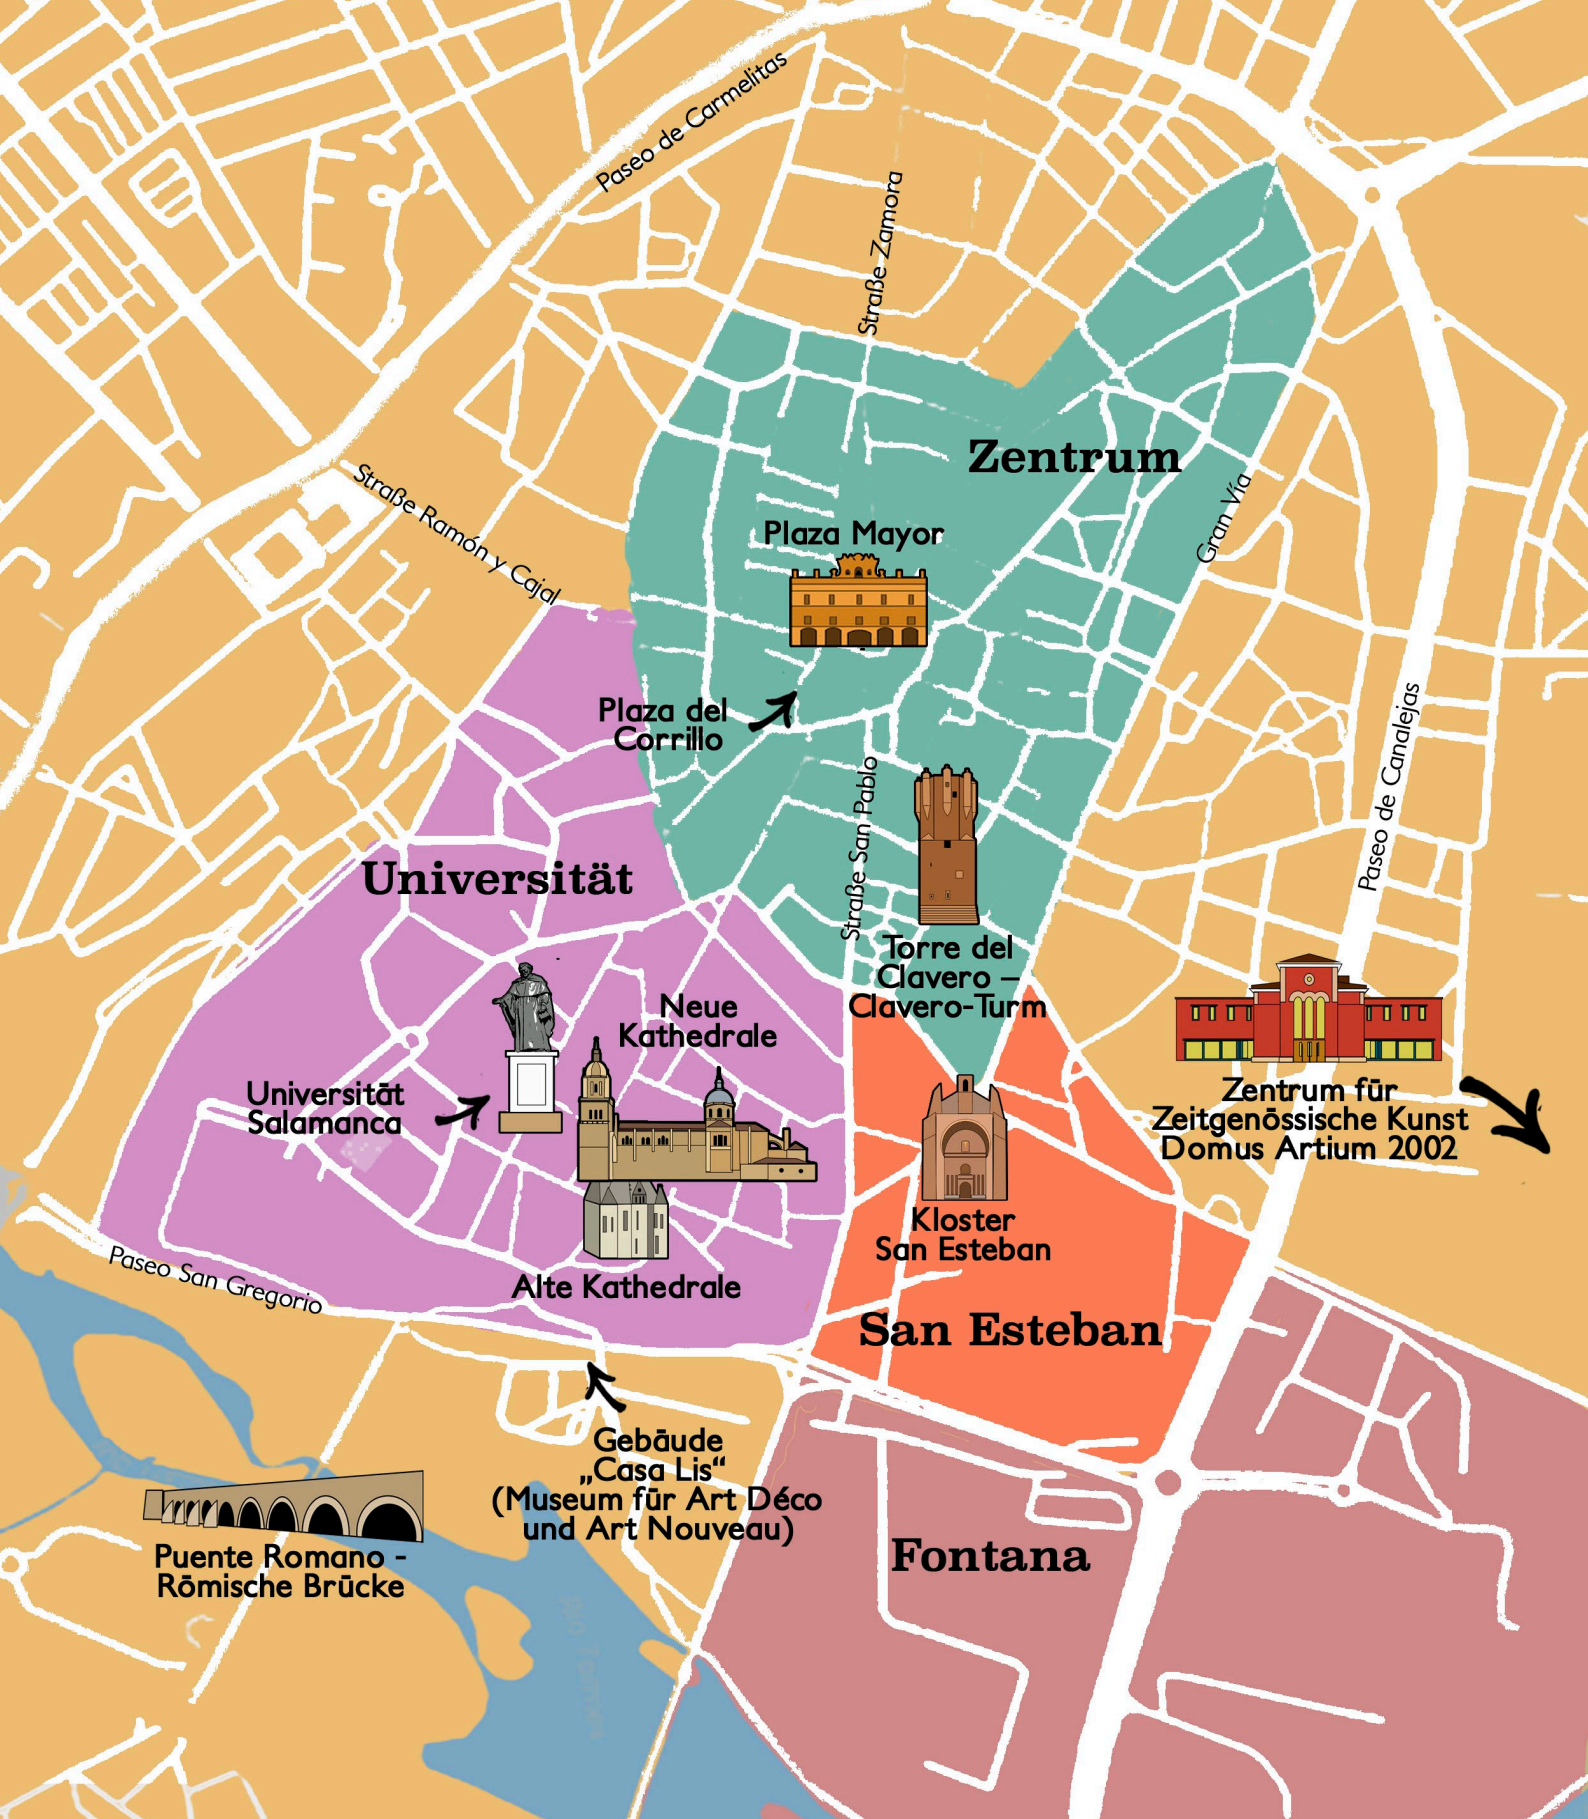 Paseo de Carmelitas
Straße Zamora
Zentrum
Straße Ramón y Cajal
Gran Vía
Plaza Mayor
Plaza del
Corrillo
Paseo de Canalejas
Straße San Pablo
Universität
Torre del
Clavero –
Clavero-Turm
Neue
Kathedrale
Universität
Salamanca
Zentrum für
Zeitgenössische Kunst
Domus Artium 2002
Kloster
San Esteban
Paseo San Gregorio
Alte Kathedrale
San Esteban
Gebäude
„Casa Lis“
(Museum für Art Déco
und Art Nouveau)
Puente Romano -
Römische Brücke
Fontana